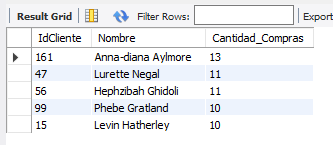 Result Grid Filter Rows: Export
IdCliente Nombre Cantidad_Compras
161 Anna-diana Aylmore 13
47 Lurette Negal 11
56 Hephzibah Ghidoli 11
99 Phebe Gratland 10
15 Levin Hatherley 10